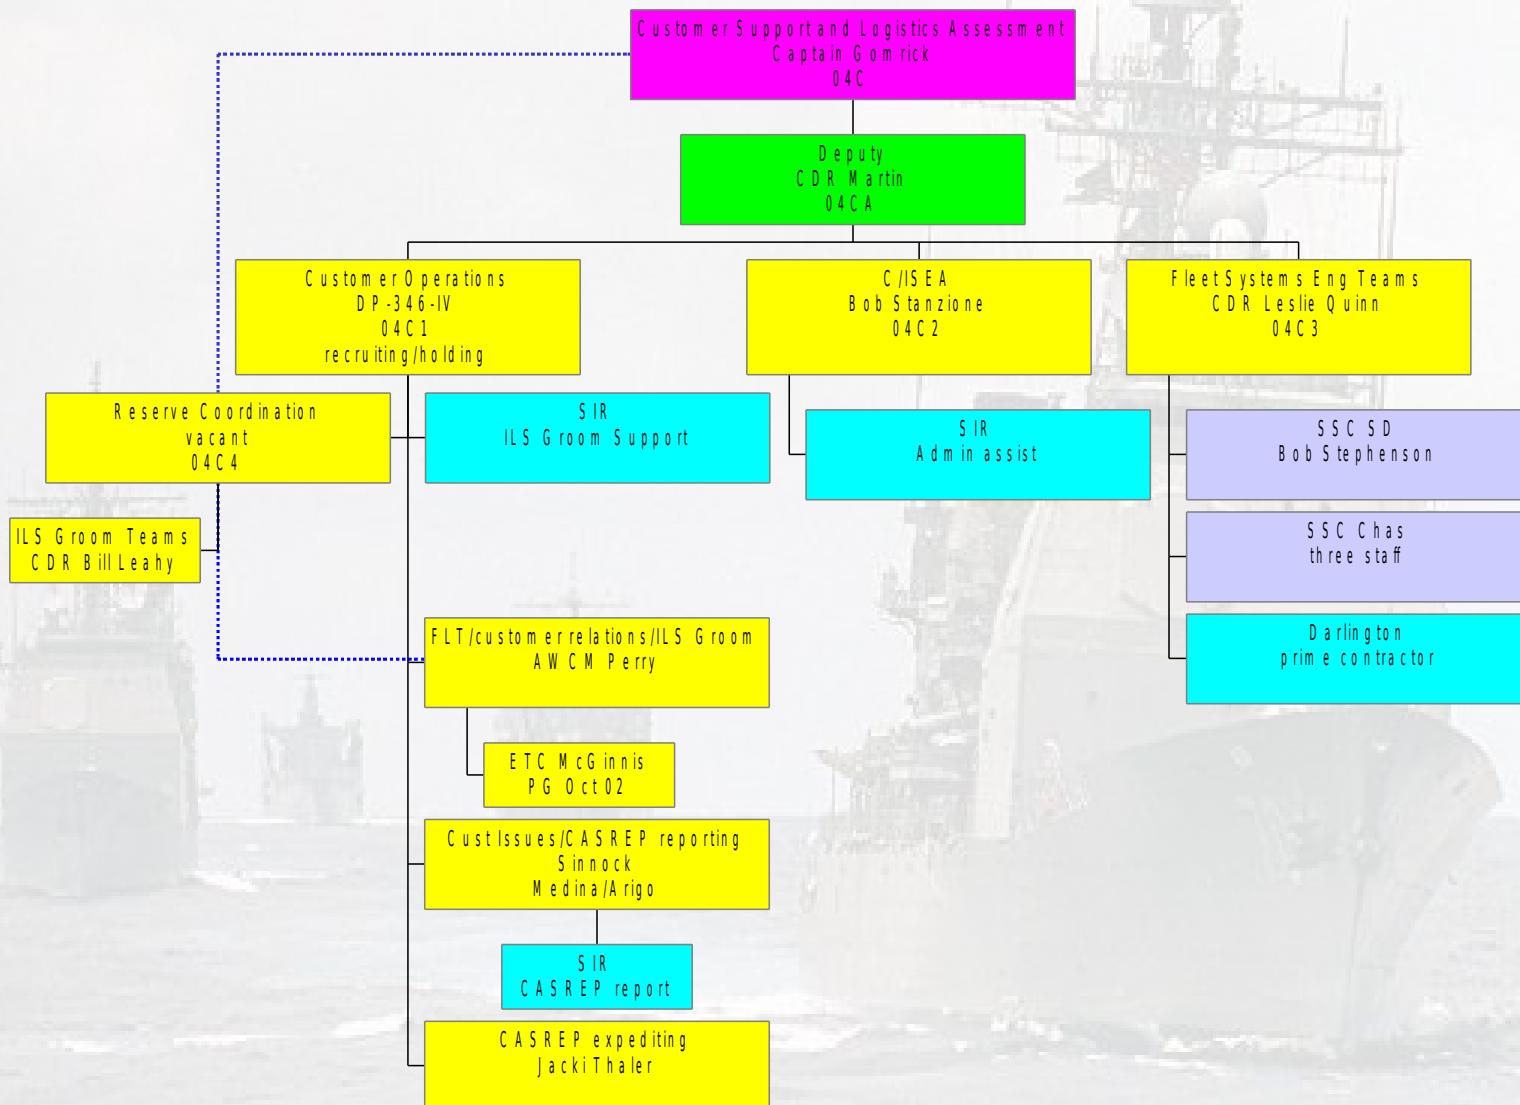 Customer Support and Logistics Assessment
Captain Gomrick
04C
Deputy
CDR Martin
04CA
Customer Operations
DP-346-IV
04C1
recruiting/holding
C/ISEA
Bob Stanzione
04C2
Fleet Systems Eng Teams
CDR Leslie Quinn
04C3
Reserve Coordination
vacant
04C4
SIR
ILS Groom Support
SIR
Admin assist
SSC SD
Bob Stephenson
ILS Groom Teams
CDR Bill Leahy
SSC Chas
three staff
FLT/customer relations/ILS Groom
AWCM Perry
Darlington
prime contractor
ETC McGinnis
PG Oct 02
Cust Issues/CASREP reporting
Sinnock
Medina/Arigo
SIR
CASREP report
CASREP expediting
Jacki Thaler